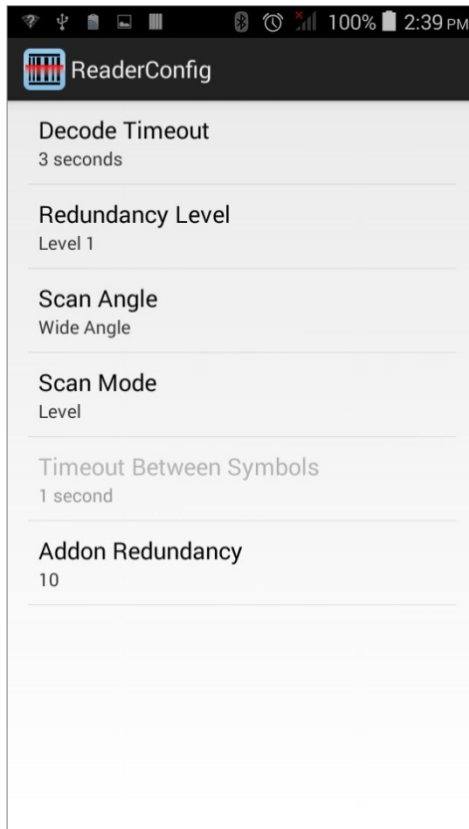 100% 2:39 PM
ReaderConfig
Decode Timeout
3 seconds
Redundancy Level
Level 1
Scan Angle
Wide Angle
Scan Mode
Level
Timeout Between Symbols
1 second
Addon Redundancy
10